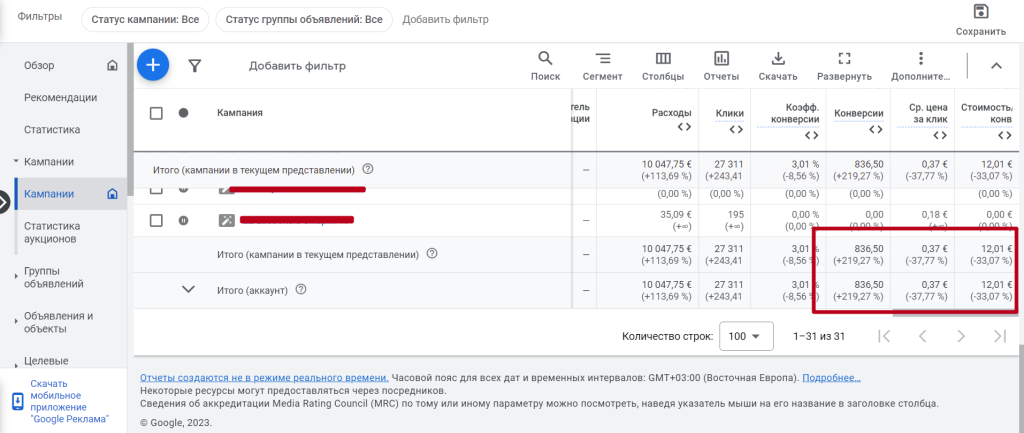 Фильтры
Статус кампании: Все
Статус группы объявлений: Все
Добавить фильтр
Сохранить
Обзор
Рекомендации
Статистика
Кампании
Кампании
Статистика
аукционов
Группы
объявлений
Объявления и
объекты
Целевые
Скачать
мобильное
приложение
"Google Реклама"
Добавить фильтр
Поиск
Сегмент
Столбцы
Отчеты
Скачать
Развернуть
Дополните...
Кампания
Расходы
Клики
Коэфф.
конверсии
Конверсии
Ср. цена
за клик
Стоимость/
конв
Итого (кампании в текущем представлении) — 10 047,75 € 27 311 3,01 % 836,50 0,37 € 12,01 €
(+113,69 %) (+243,41 (-8,56 %) (+219,27 %) (-37,77 %) (-33,07 %)
(0,00 %) (0,00 %) (0,00 %) (0,00 %) (0,00 %) (0,00 %)
— 35,09 € 195 0,00 % 0,00 0,18 € 0,00 €
(+∞) (+∞) (0,00 %) (0,00 %) (+∞) (0,00 %)
Итого (кампании в текущем представлении) — 10 047,75 € 27 311 3,01 % 836,50 0,37 € 12,01 €
(+113,69 %) (+243,41 (-8,56 %) (+219,27 %) (-37,77 %) (-33,07 %)
Итого (аккаунт) — 10 047,75 € 27 311 3,01 % 836,50 0,37 € 12,01 €
(+113,69 %) (+243,41 (-8,56 %) (+219,27 %) (-37,77 %) (-33,07 %)
Количество строк: 100 1–31 из 31
Отчеты создаются не в режиме реального времени. Часовой пояс для всех дат и временных интервалов: GMT+03:00 (Восточная Европа). Подробнее…
Некоторые ресурсы могут предоставляться через посредников.
Сведения об аккредитации Media Rating Council (MRC) по тому или иному параметру можно посмотреть, наведя указатель мыши на его название в заголовке столбца.
© Google, 2023.